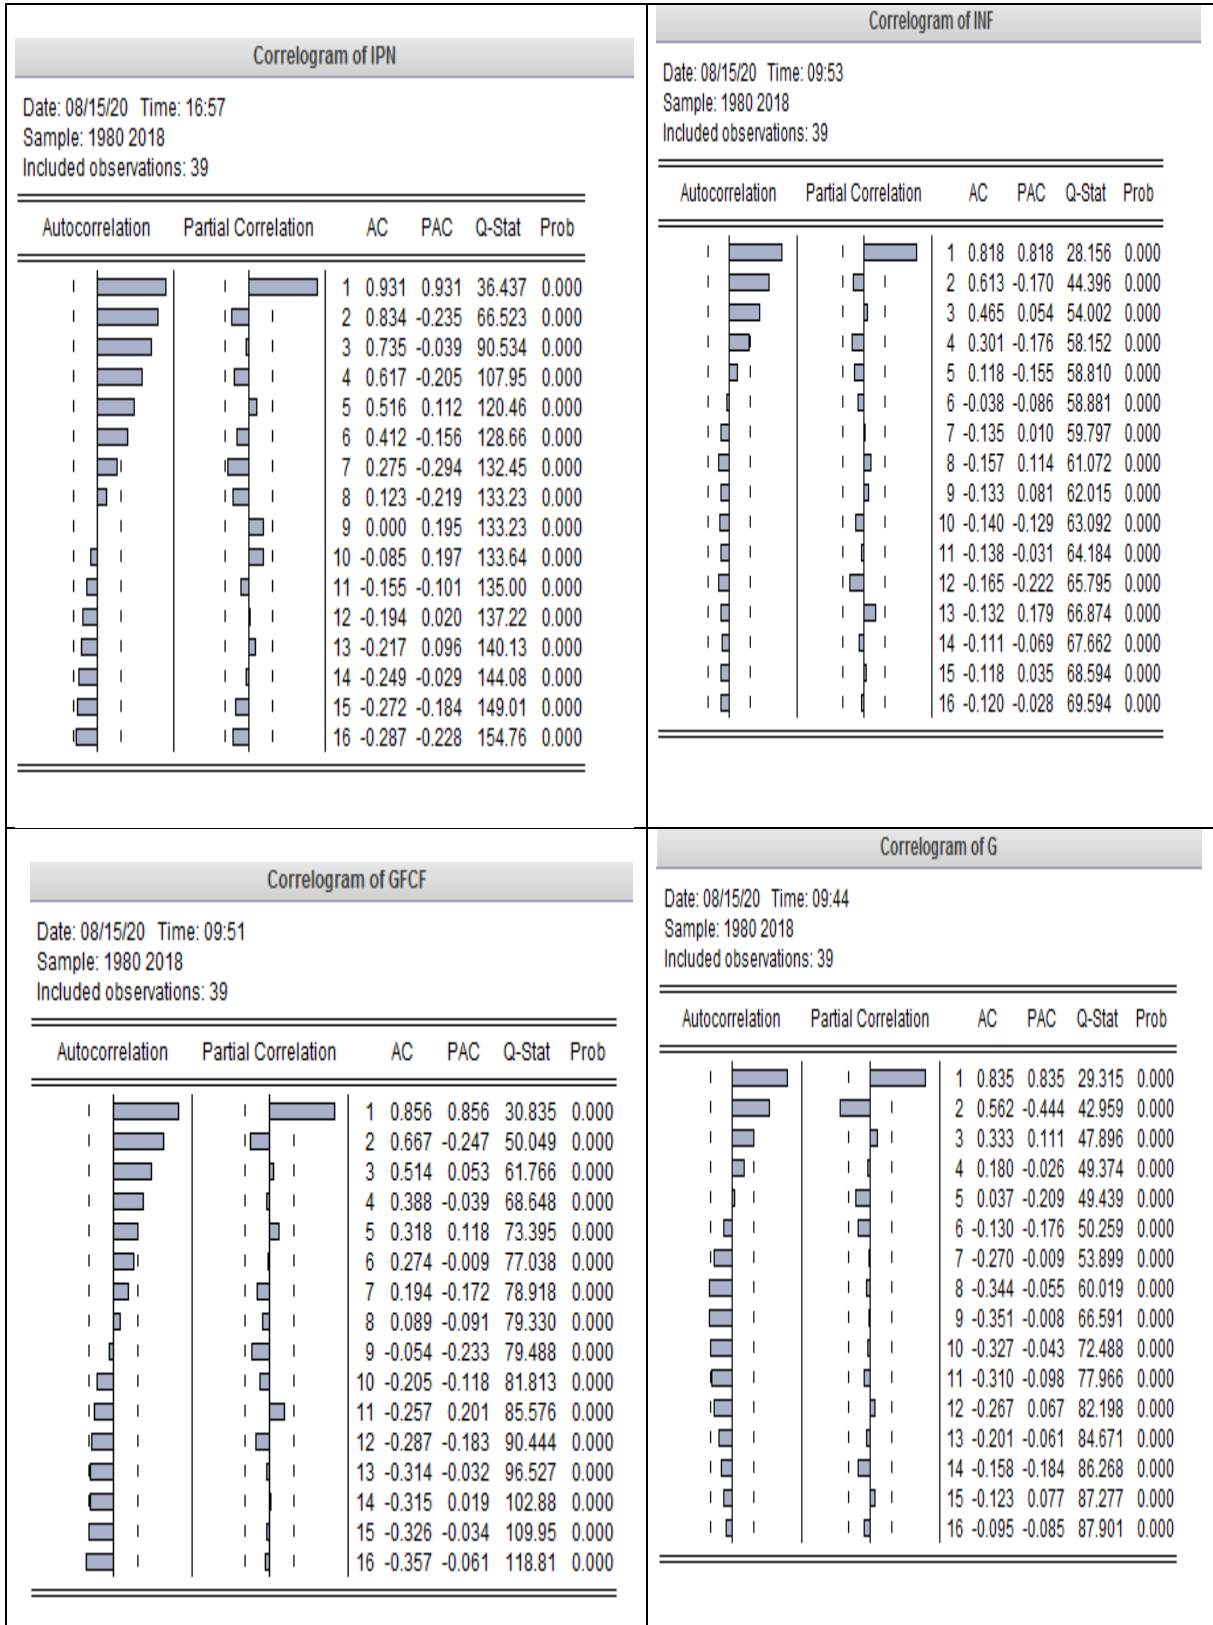 Correlogram of IPN
Date: 08/15/20 Time: 16:57
Sample: 1980 2018
Included observations: 39
Autocorrelation Partial Correlation AC PAC Q-Stat Prob
1 0.931 0.931 36.437 0.000
2 0.834 -0.235 66.523 0.000
3 0.735 -0.039 90.534 0.000
4 0.617 -0.205 107.95 0.000
5 0.516 0.112 120.46 0.000
6 0.412 -0.156 128.66 0.000
7 0.275 -0.294 132.45 0.000
8 0.123 -0.219 133.23 0.000
9 0.000 0.195 133.23 0.000
10 -0.085 0.197 133.64 0.000
11 -0.155 -0.101 135.00 0.000
12 -0.194 0.020 137.22 0.000
13 -0.217 0.096 140.13 0.000
14 -0.249 -0.029 144.08 0.000
15 -0.272 -0.184 149.01 0.000
16 -0.287 -0.228 154.76 0.000
Correlogram of INF
Date: 08/15/20 Time: 09:53
Sample: 1980 2018
Included observations: 39
Autocorrelation Partial Correlation AC PAC Q-Stat Prob
1 0.818 0.818 28.156 0.000
2 0.613 -0.170 44.396 0.000
3 0.465 0.054 54.002 0.000
4 0.301 -0.176 58.152 0.000
5 0.118 -0.155 58.810 0.000
6 -0.038 -0.086 58.881 0.000
7 -0.135 0.010 59.797 0.000
8 -0.157 0.114 61.072 0.000
9 -0.133 0.081 62.015 0.000
10 -0.140 -0.129 63.092 0.000
11 -0.138 -0.031 64.184 0.000
12 -0.165 -0.222 65.795 0.000
13 -0.132 0.179 66.874 0.000
14 -0.111 -0.069 67.662 0.000
15 -0.118 0.035 68.594 0.000
16 -0.120 -0.028 69.594 0.000
Correlogram of GFCF
Date: 08/15/20 Time: 09:51
Sample: 1980 2018
Included observations: 39
Autocorrelation Partial Correlation AC PAC Q-Stat Prob
1 0.856 0.856 30.835 0.000
2 0.667 -0.247 50.049 0.000
3 0.514 0.053 61.766 0.000
4 0.388 -0.039 68.648 0.000
5 0.318 0.118 73.395 0.000
6 0.274 -0.009 77.038 0.000
7 0.194 -0.172 78.918 0.000
8 0.089 -0.091 79.330 0.000
9 -0.054 -0.233 79.488 0.000
10 -0.205 -0.118 81.813 0.000
11 -0.257 0.201 85.576 0.000
12 -0.287 -0.183 90.444 0.000
13 -0.314 -0.032 96.527 0.000
14 -0.315 0.019 102.88 0.000
15 -0.326 -0.034 109.95 0.000
16 -0.357 -0.061 118.81 0.000
Correlogram of G
Date: 08/15/20 Time: 09:44
Sample: 1980 2018
Included observations: 39
Autocorrelation Partial Correlation AC PAC Q-Stat Prob
1 0.835 0.835 29.315 0.000
2 0.562 -0.444 42.959 0.000
3 0.333 0.111 47.896 0.000
4 0.180 -0.026 49.374 0.000
5 0.037 -0.209 49.439 0.000
6 -0.130 -0.176 50.259 0.000
7 -0.270 -0.009 53.899 0.000
8 -0.344 -0.055 60.019 0.000
9 -0.351 -0.008 66.591 0.000
10 -0.327 -0.043 72.488 0.000
11 -0.310 -0.098 77.966 0.000
12 -0.267 0.067 82.198 0.000
13 -0.201 -0.061 84.671 0.000
14 -0.158 -0.184 86.268 0.000
15 -0.123 0.077 87.277 0.000
16 -0.095 -0.085 87.901 0.000